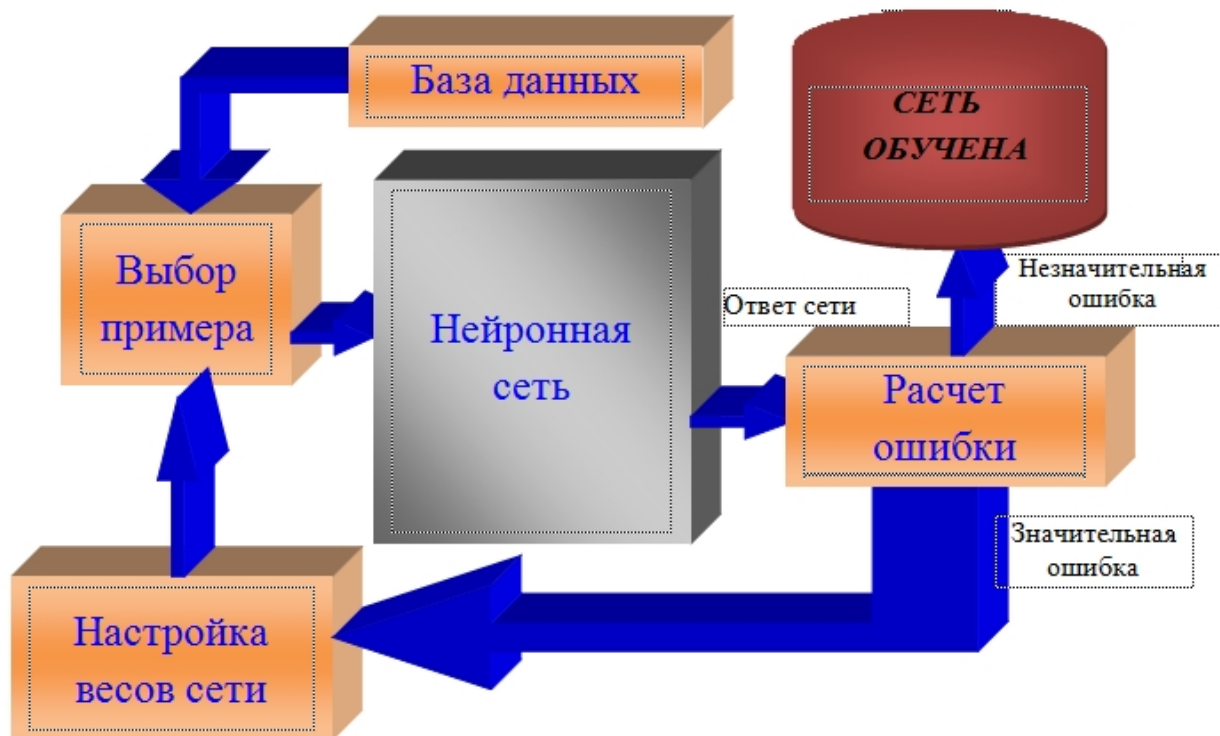 База данных
СЕТЬ
ОБУЧЕНА
Выбор
примера
Нейронная
сеть
Ответ сети
Незначительная
ошибка
Расчет
ошибки
Значительная
ошибка
Настройка
весов сети